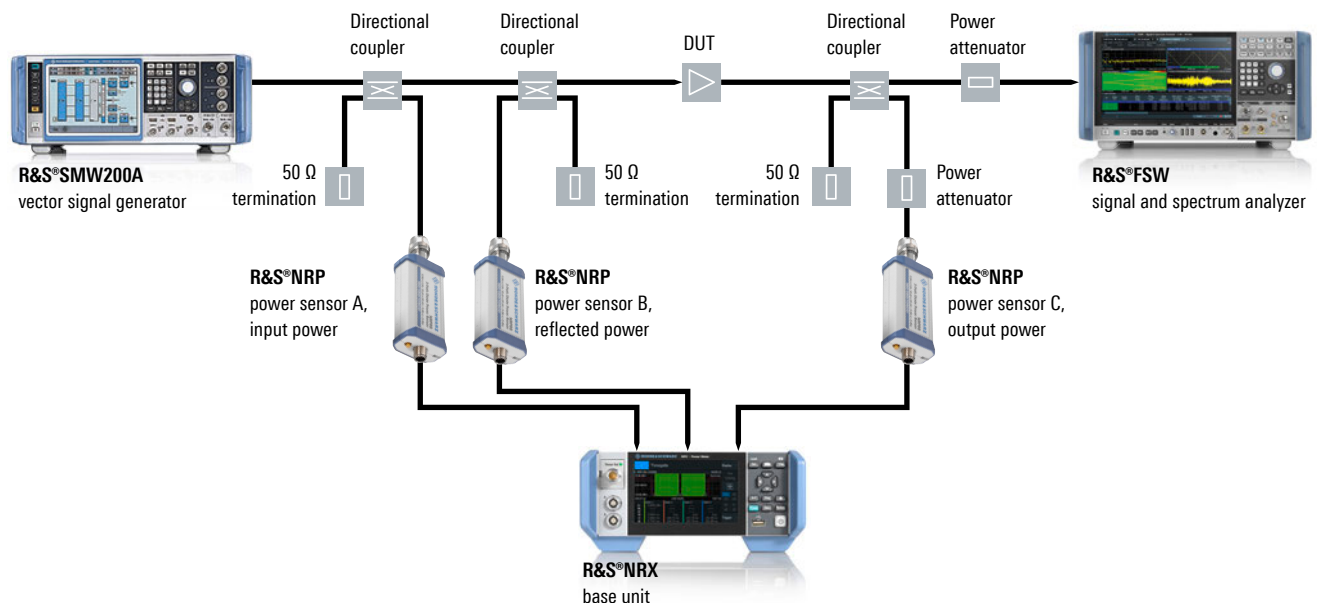 Directional
coupler
Directional
coupler
DUT
Directional
coupler
Power
attenuator
R&S®SMW200A
vector signal generator
50 Ω
termination
50 Ω
termination
50 Ω
termination
Power
attenuator
R&S®FSW
signal and spectrum analyzer
R&S®NRP
power sensor A,
input power
R&S®NRP
power sensor B,
reflected power
R&S®NRP
power sensor C,
output power
R&S®NRX
base unit